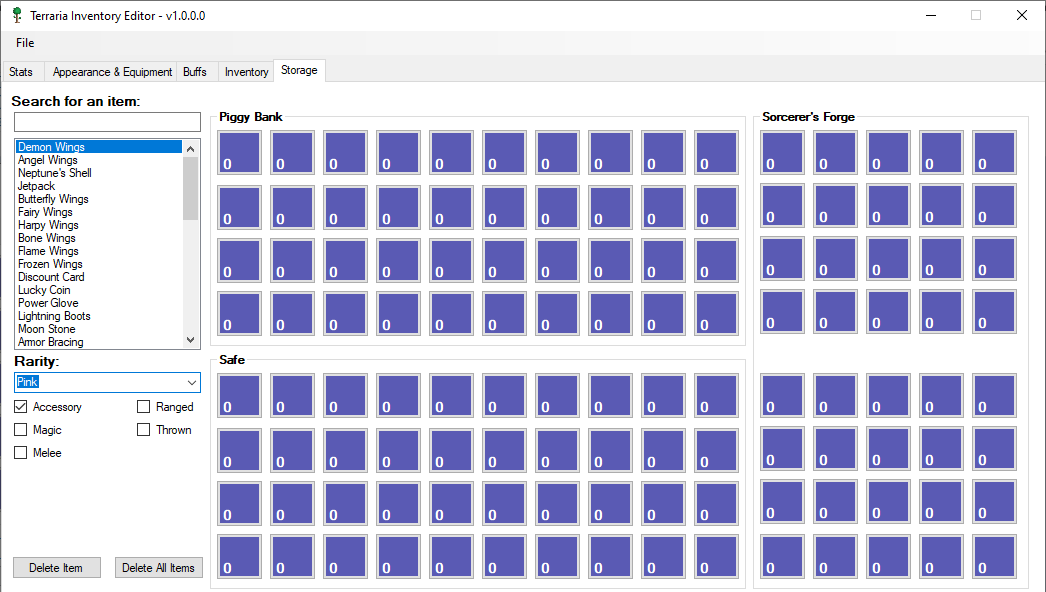 Terraria Inventory Editor - v1.0.0.0
File
Stats Appearance & Equipment Buffs Inventory Storage
Search for an item:
Demon Wings
Angel Wings
Neptune's Shell
Jetpack
Butterfly Wings
Fairy Wings
Harpy Wings
Bone Wings
Flame Wings
Frozen Wings
Discount Card
Lucky Coin
Power Glove
Lightning Boots
Moon Stone
Armor Bracing
Rarity:
Pink
Accessory Ranged
Magic Thrown
Melee
Delete Item Delete All Items
Piggy Bank
0 0 0 0 0 0 0 0 0 0
0 0 0 0 0 0 0 0 0 0
0 0 0 0 0 0 0 0 0 0
0 0 0 0 0 0 0 0 0 0
Safe
0 0 0 0 0 0 0 0 0 0
0 0 0 0 0 0 0 0 0 0
0 0 0 0 0 0 0 0 0 0
0 0 0 0 0 0 0 0 0 0
Sorcerer's Forge
0 0 0 0 0
0 0 0 0 0
0 0 0 0 0
0 0 0 0 0
0 0 0 0 0
0 0 0 0 0
0 0 0 0 0
0 0 0 0 0